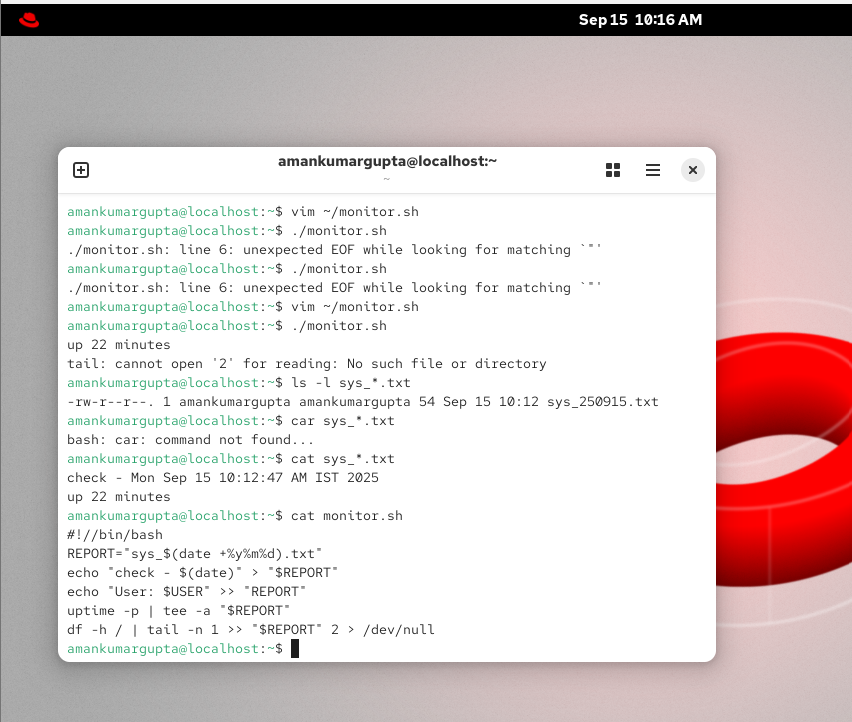 Sep 15 10:16 AM
amankumargupta@localhost:~
~
amankumargupta@localhost:~$ vim ~/monitor.sh
amankumargupta@localhost:~$ ./monitor.sh
./monitor.sh: line 6: unexpected EOF while looking for matching `"'
amankumargupta@localhost:~$ ./monitor.sh
./monitor.sh: line 6: unexpected EOF while looking for matching `"'
amankumargupta@localhost:~$ vim ~/monitor.sh
amankumargupta@localhost:~$ ./monitor.sh
up 22 minutes
tail: cannot open '2' for reading: No such file or directory
amankumargupta@localhost:~$ ls -l sys_*.txt
-rw-r--r--. 1 amankumargupta amankumargupta 54 Sep 15 10:12 sys_250915.txt
amankumargupta@localhost:~$ car sys_*.txt
bash: car: command not found...
amankumargupta@localhost:~$ cat sys_*.txt
check - Mon Sep 15 10:12:47 AM IST 2025
up 22 minutes
amankumargupta@localhost:~$ cat monitor.sh
#!//bin/bash
REPORT="sys_$(date +%y%m%d).txt"
echo "check - $(date)" > "$REPORT"
echo "User: $USER" >> "REPORT"
uptime -p | tee -a "$REPORT"
df -h / | tail -n 1 >> "$REPORT" 2 > /dev/null
amankumargupta@localhost:~$